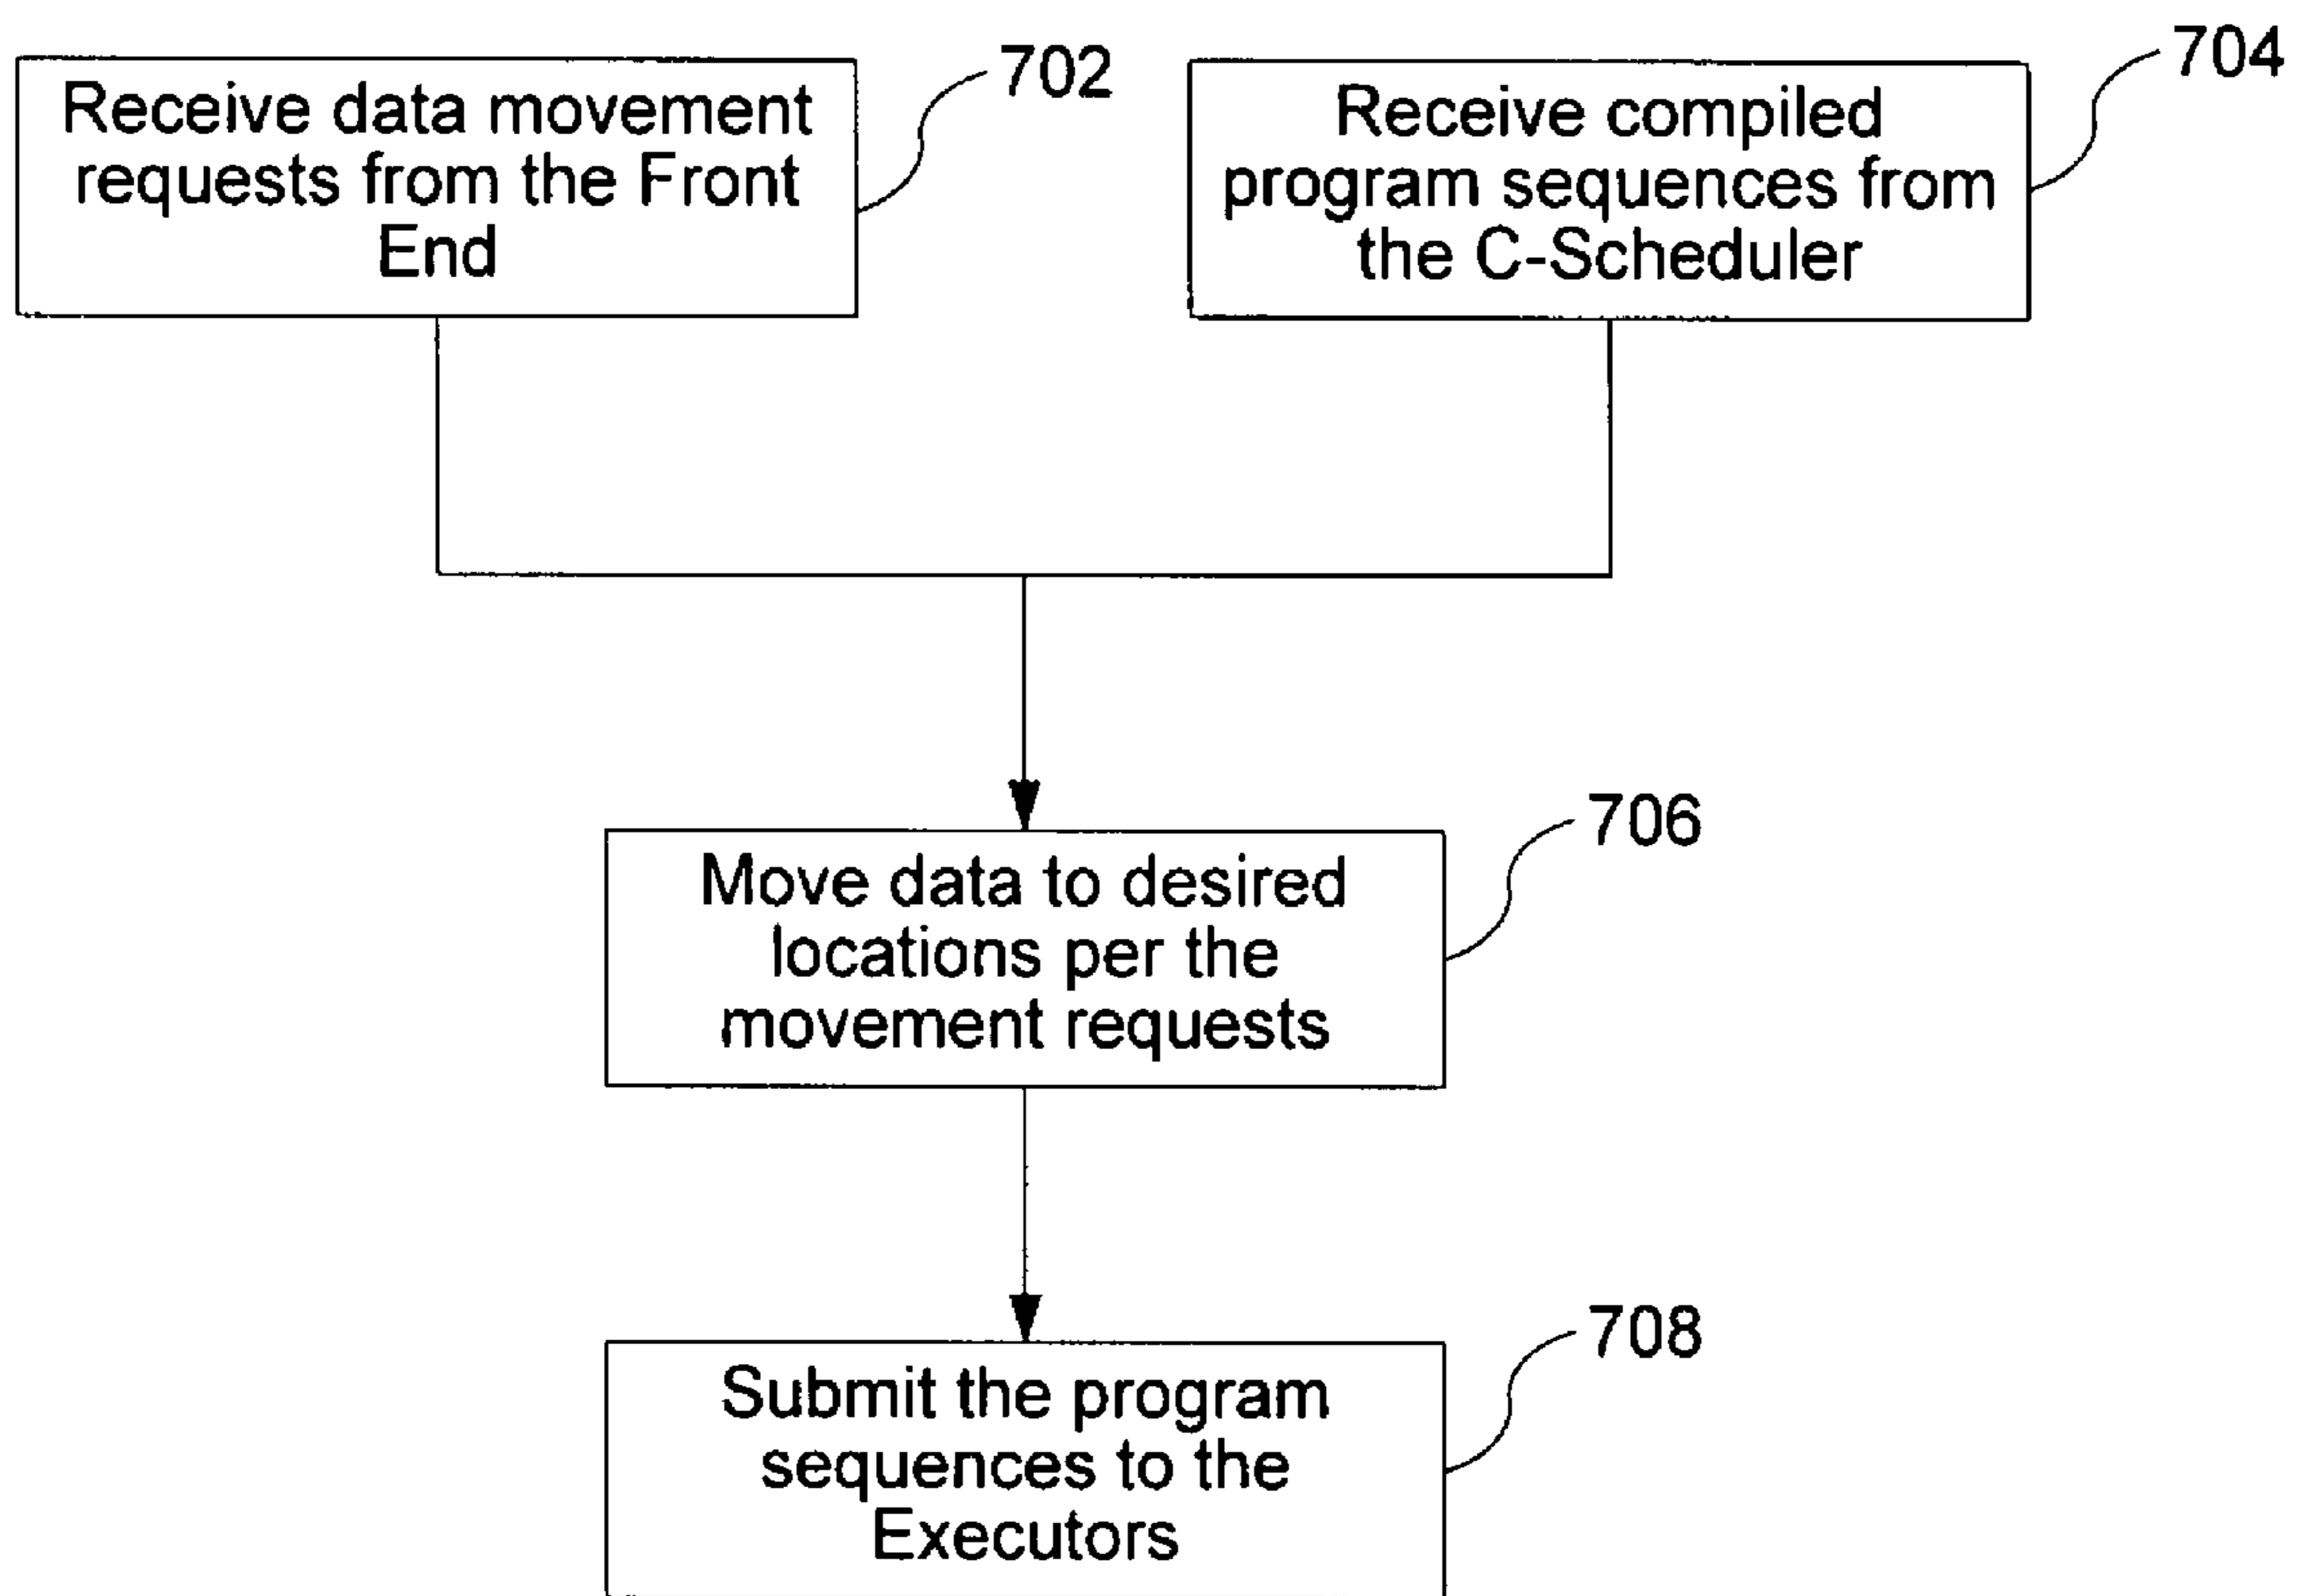 Receive data movement
requests from the Front
End
702
Receive compiled
program sequences from
the C-Scheduler
704
Move data to desired
locations per the
movement requests
706
Submit the program
sequences to the
Executors
708